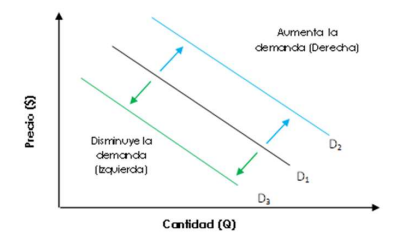 Aumenta la
demanda (Derecha)
Precio ($)
Disminuye la
demanda
(Izquierda)
D2
D1
D3
Cantidad (Q)